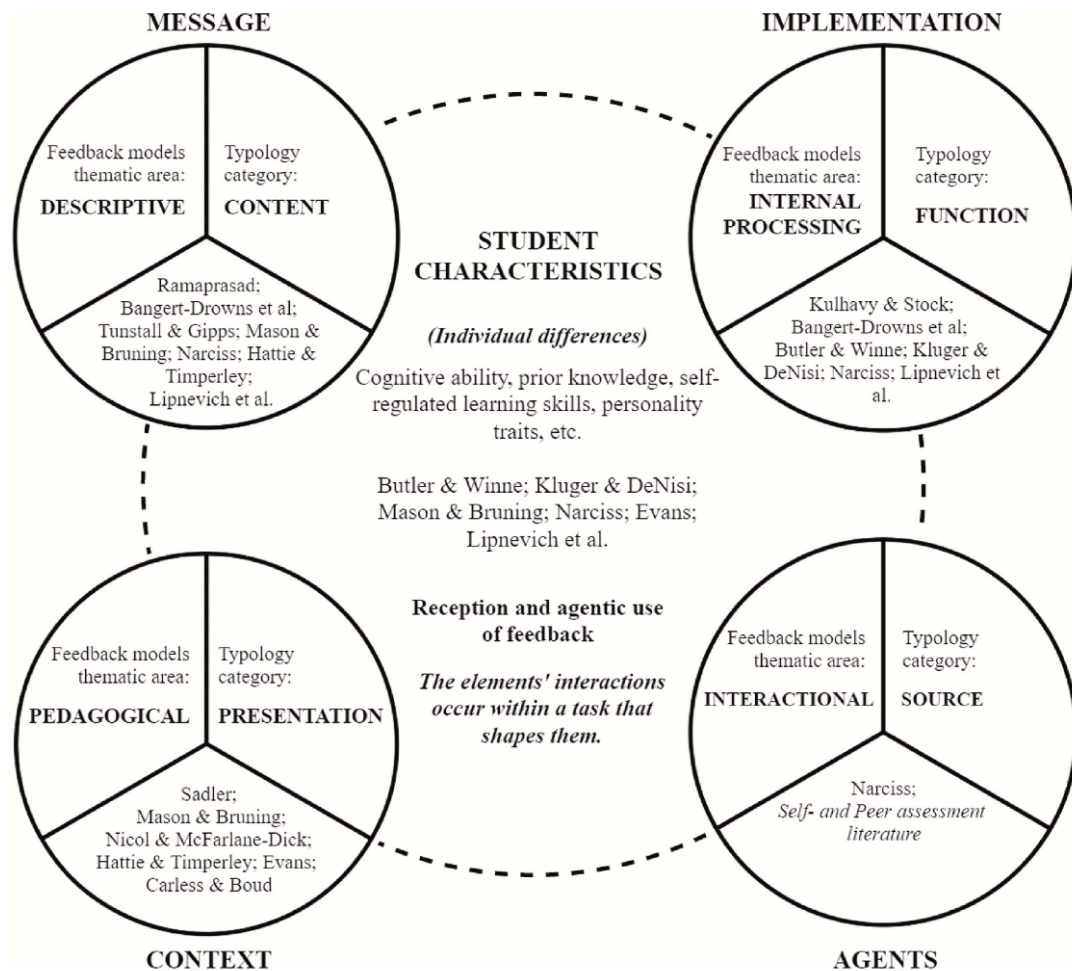 MESSAGE
Feedback models
thematic area:
DESCRIPTIVE
Typology
category:
CONTENT
Ramaprasad;
Bangert-Drowns et al;
Tunstall & Gipps; Mason &
Bruning; Narciss; Hattie &
Timperley;
Lipnevich et al.
IMPLEMENTATION
Feedback models
thematic area:
INTERNAL
PROCESSING
Typology
category:
FUNCTION
Kulhavy & Stock;
Bangert-Drowns et al;
Butler & Winne; Kluger &
DeNisi; Narciss; Lipnevich et
al.
STUDENT
CHARACTERISTICS
(Individual differences)
Cognitive ability, prior knowledge, self-
regulated learning skills, personality
traits, etc.
Butler & Winne; Kluger & DeNisi;
Mason & Bruning; Narciss; Evans;
Lipnevich et al.
Reception and agentic use
of feedback
The elements' interactions
occur within a task that
shapes them.
Feedback models
thematic area:
PEDAGOGICAL
Typology
category:
PRESENTATION
Sadler;
Mason & Bruning;
Nicol & McFarlane-Dick;
Hattie & Timperley; Evans;
Carless & Boud
CONTEXT
Feedback models
thematic area:
INTERACTIONAL
Typology
category:
SOURCE
Narciss;
Self- and Peer assessment
literature
AGENTS